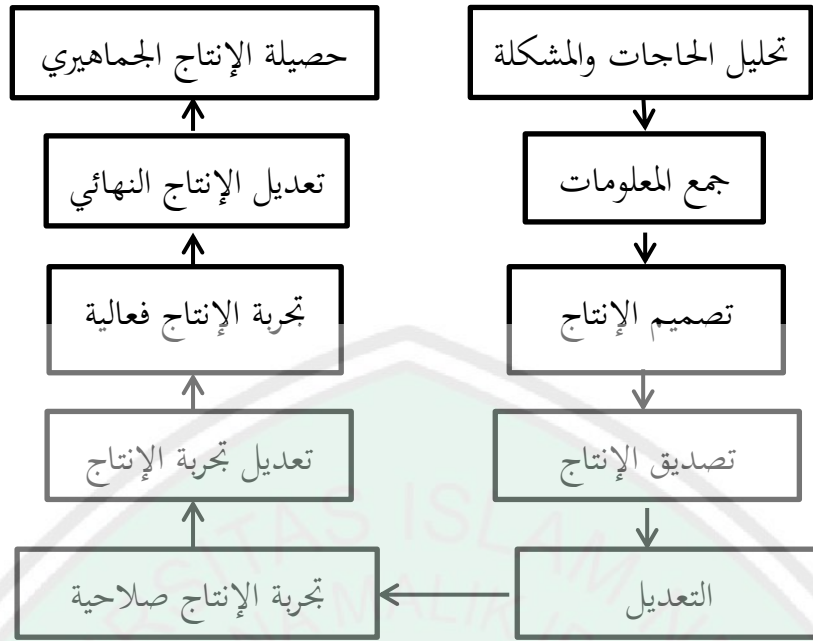 تحليل الحاجات والمشكلة
جمع المعلومات
تصميم الإنتاج
تصديق الإنتاج
التعديل
تجربة الإنتاج صلاحية
تعديل تجربة الإنتاج
تجربة الإنتاج فعالية
تعديل الإنتاج النهائي
حصيلة الإنتاج الجماهيري